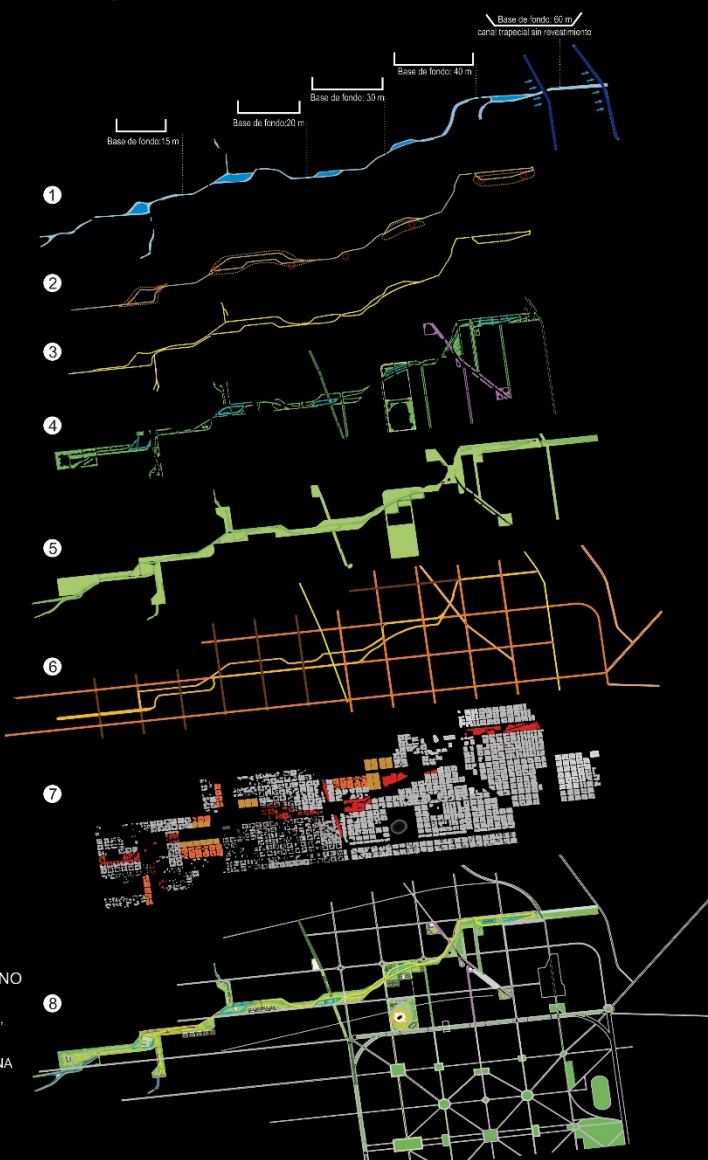 Base de fondo: 60 m
canal trapecial sin revestimiento
Base de fondo: 40 m
Base de fondo: 30 m
Base de fondo:20 m
Base de fondo:15 m
1
2
3
4
5
6
7
8
NO
,
NA